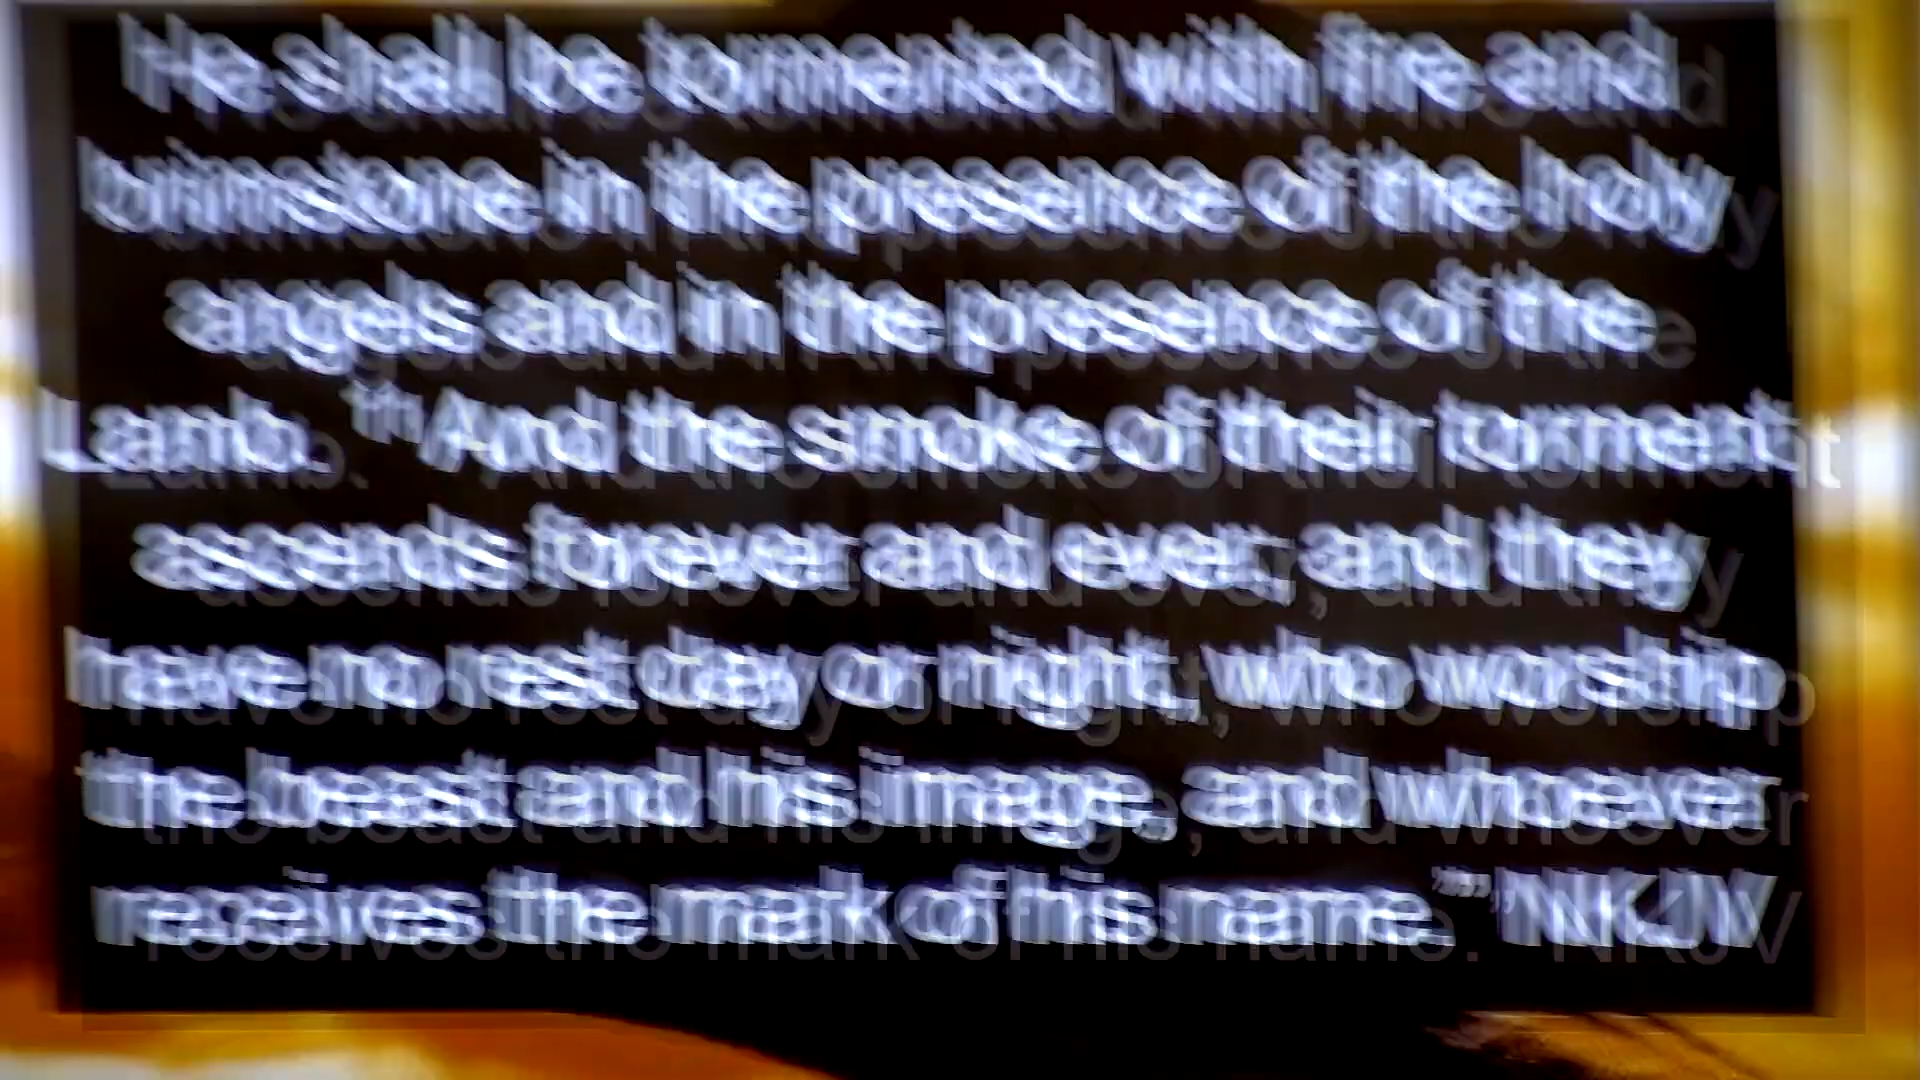 He shall be tormented with fire and
brimstone in the presence of the holy
angels and in the presence of the
Lamb. And the smoke of their torment
ascends forever and ever; and they
have no rest day or night, who worship
the beast and his image, and whoever
receives the mark of his name.”” NKJV